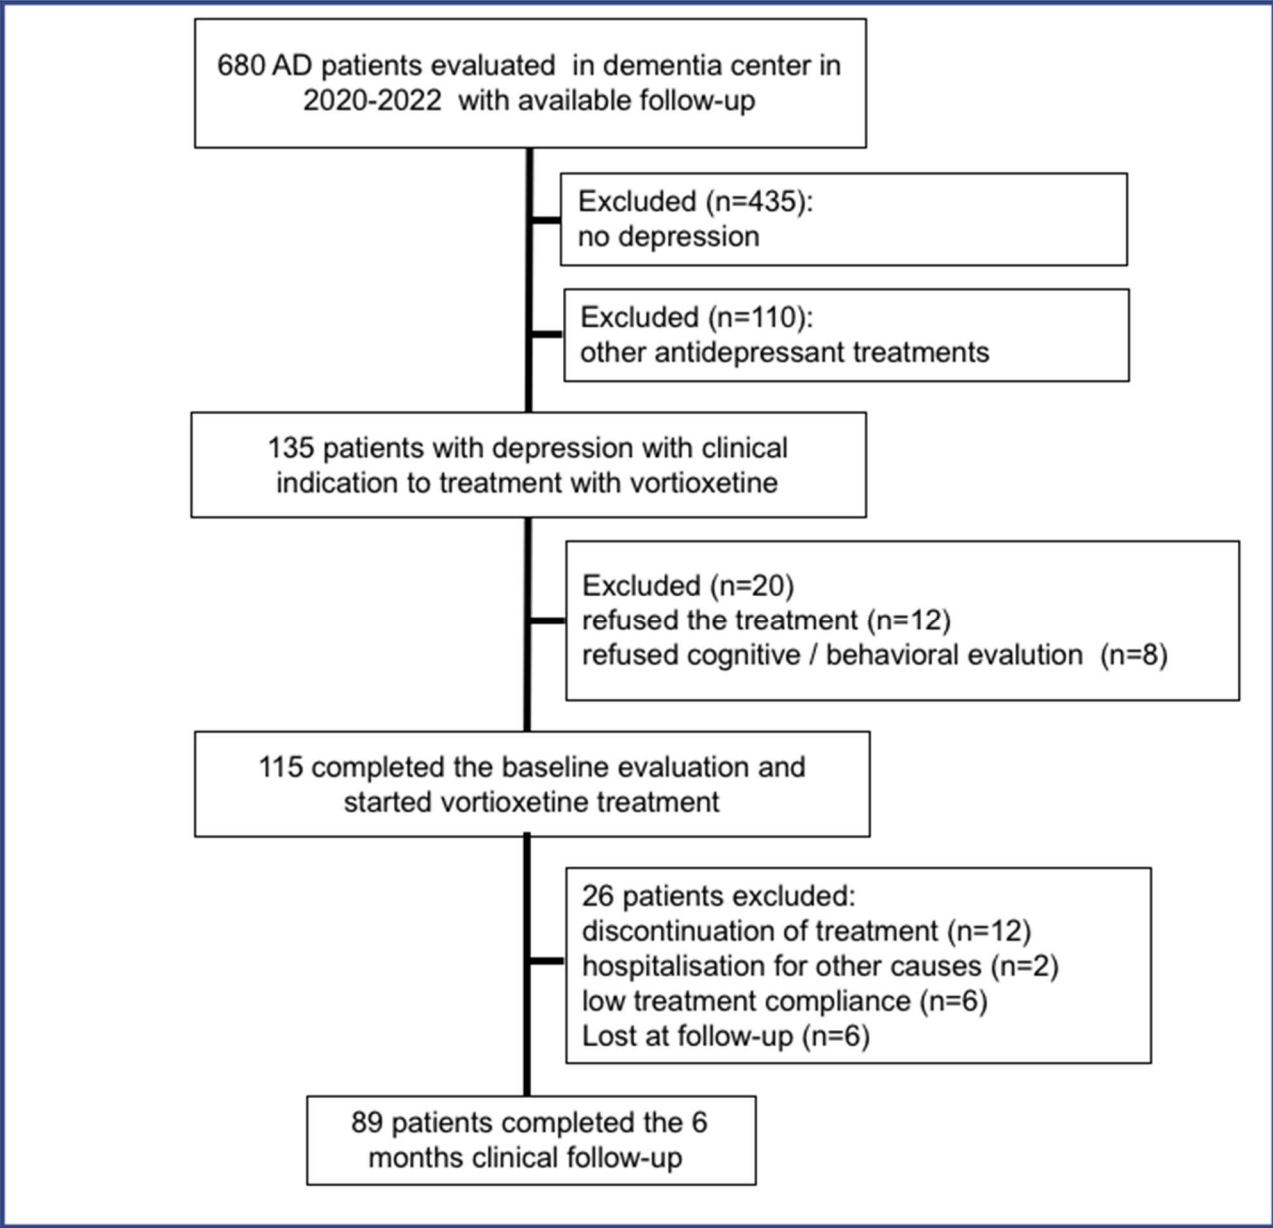 680 AD patients evaluated in dementia center in
2020-2022 with available follow-up
Excluded (n=435):
no depression
Excluded (n=110):
other antidepressant treatments
135 patients with depression with clinical
indication to treatment with vortioxetine
Excluded (n=20)
refused the treatment (n=12)
refused cognitive / behavioral evalution (n=8)
115 completed the baseline evaluation and
started vortioxetine treatment
26 patients excluded:
discontinuation of treatment (n=12)
hospitalisation for other causes (n=2)
low treatment compliance (n=6)
Lost at follow-up (n=6)
89 patients completed the 6
months clinical follow-up